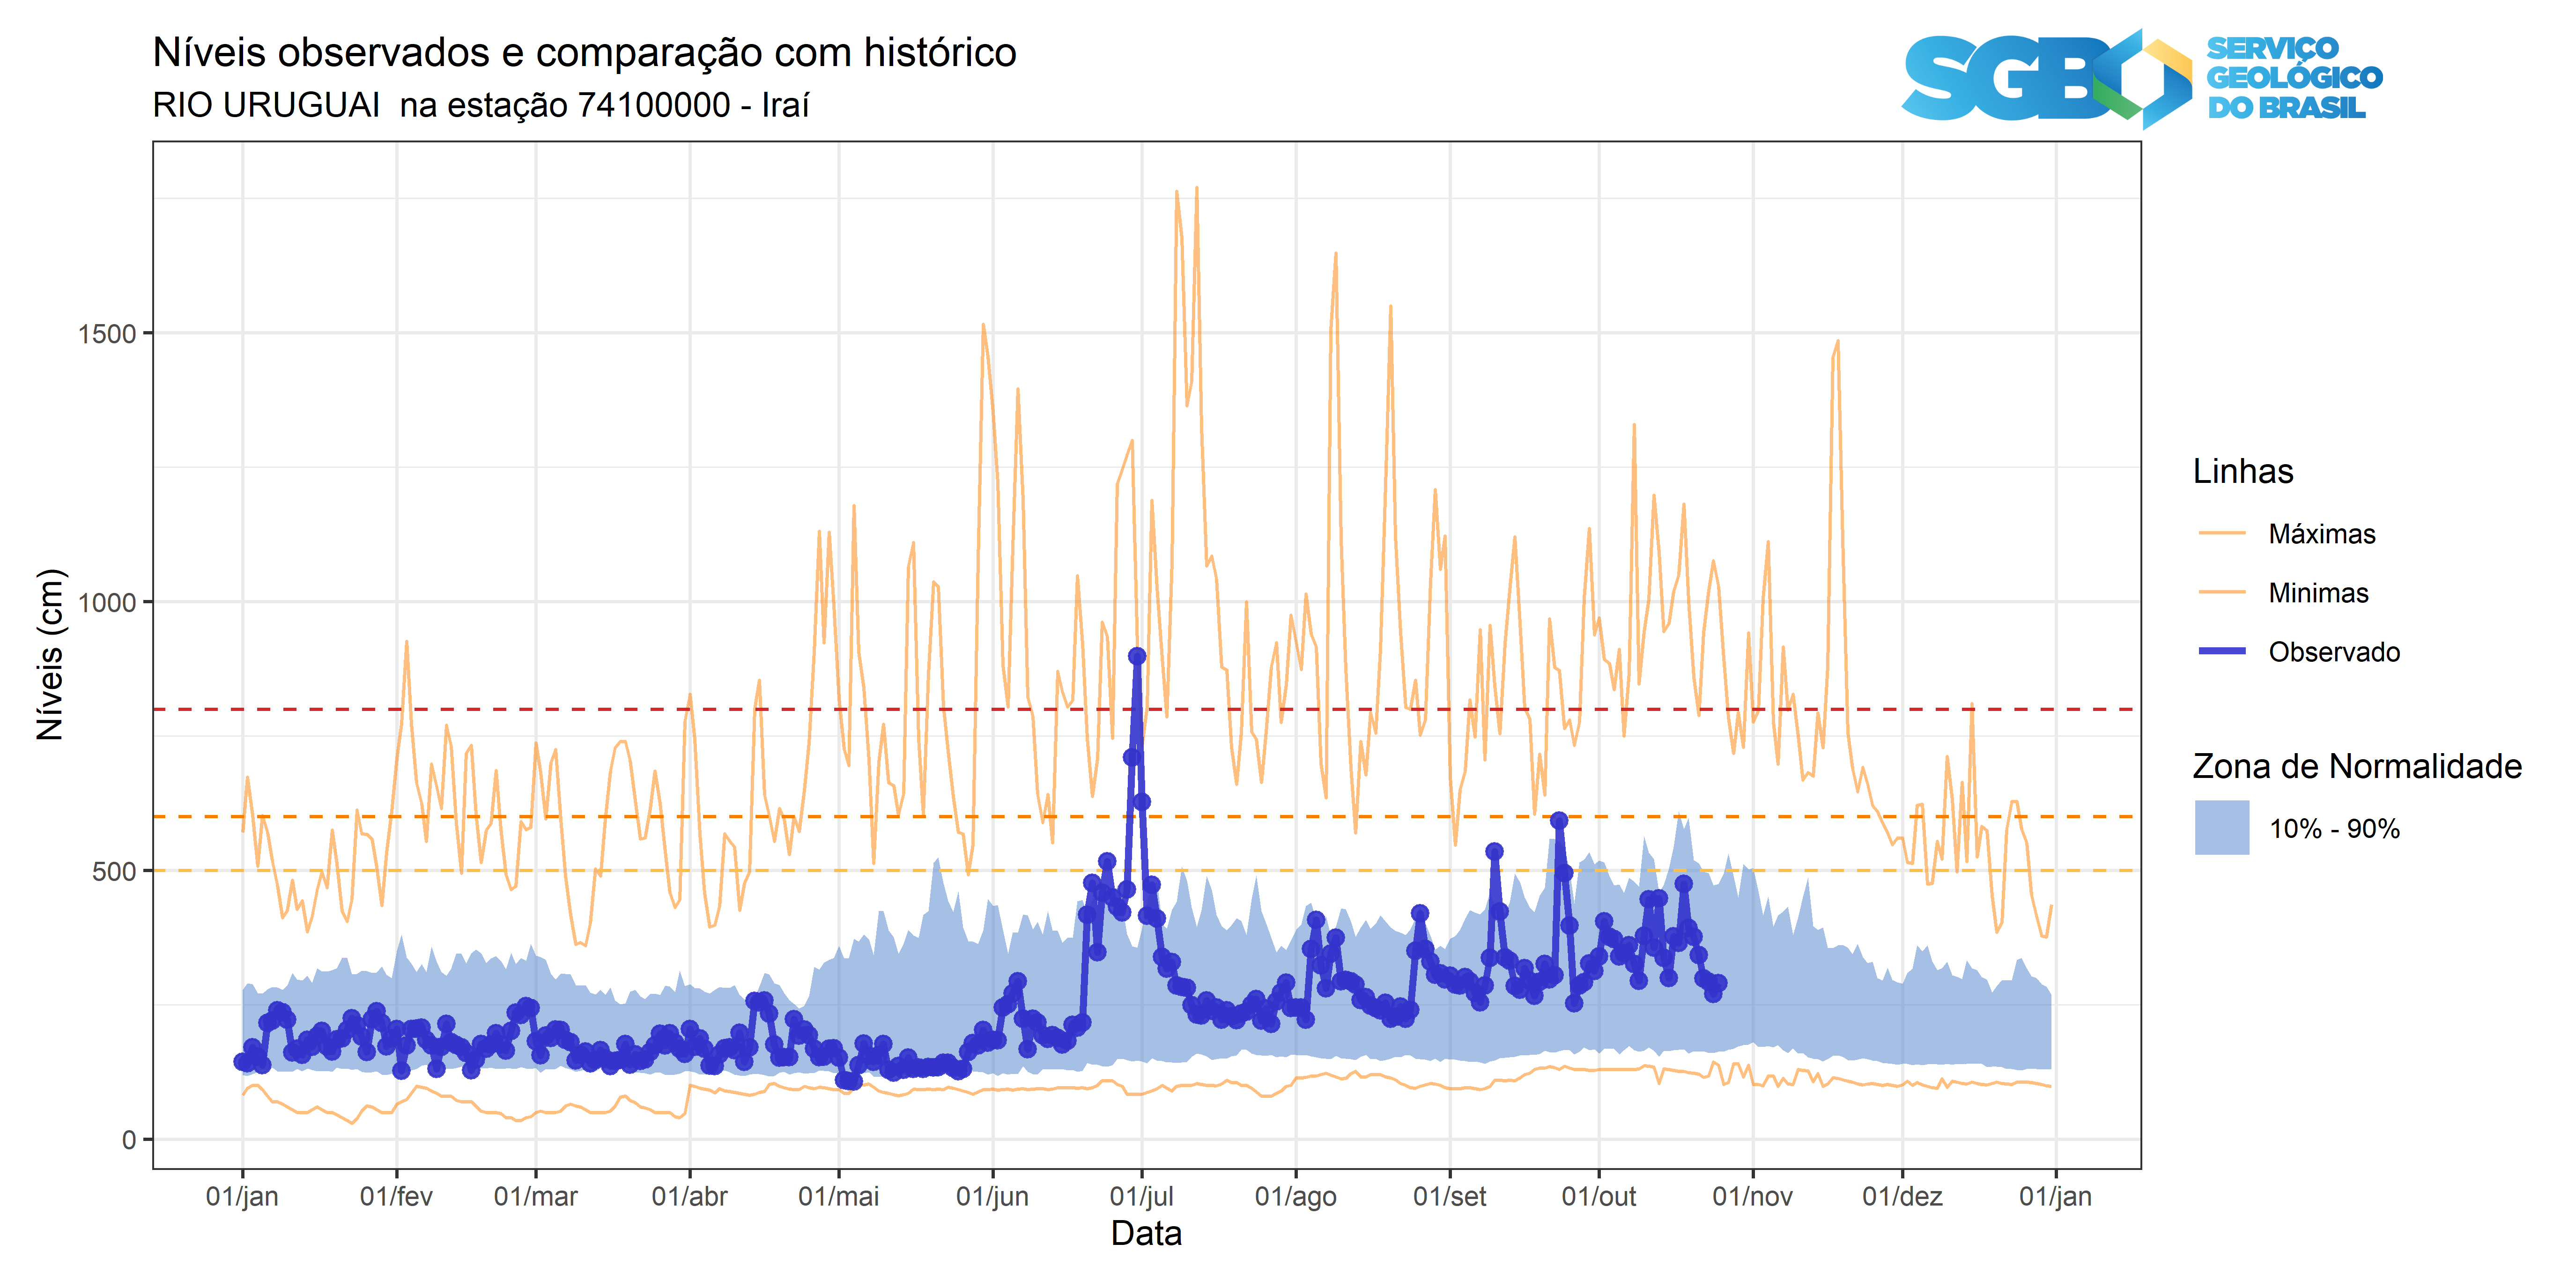 Níveis observados e comparação com histórico
RIO URUGUAI  na estação 74100000 - Iraí
SGB
SERVIÇO
GEOLÓGICO
DO BRASIL
Níveis (cm)
1500
1000
500
0
01/jan
01/fev
01/mar
01/abr
01/mai
01/jun
01/jul
01/ago
01/set
01/out
01/nov
01/dez
01/jan
Data
Linhas
Máximas
Minimas
Observado
Zona de Normalidade
10% - 90%